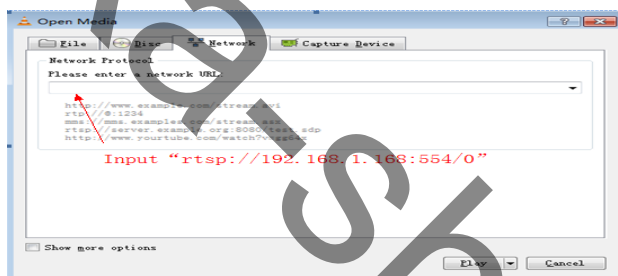 Open Media
File Disc Network Capture Device
Network Protocol
Please enter a network URL:
http://www.example.com/stream.avi
rtp://@:1234
mms://mms.examples.com/stream.asx
rtsp://server.example.org:8080/test.sdp
http://www.yourtube.com/watch?v=gg64x
Input “rtsp://192.168.1.168:554/0”
Show more options
Play Cancel